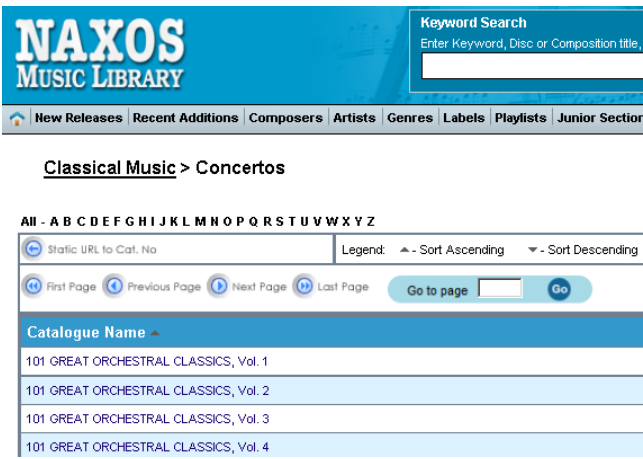 NAXOS
MUSIC LIBRARY
Keyword Search
Enter Keyword, Disc or Composition title,
New Releases Recent Additions Composers Artists Genres Labels Playlists Junior Section
Classical Music > Concertos
All - A B C D E F G H I J K L M N O P Q R S T U V W X Y Z
Static URL to Cat. No Legend: ▲- Sort Ascending ▼- Sort Descending
First Page Previous Page Next Page Last Page Go to page Go
Catalogue Name ▲
101 GREAT ORCHESTRAL CLASSICS, Vol. 1
101 GREAT ORCHESTRAL CLASSICS, Vol. 2
101 GREAT ORCHESTRAL CLASSICS, Vol. 3
101 GREAT ORCHESTRAL CLASSICS, Vol. 4